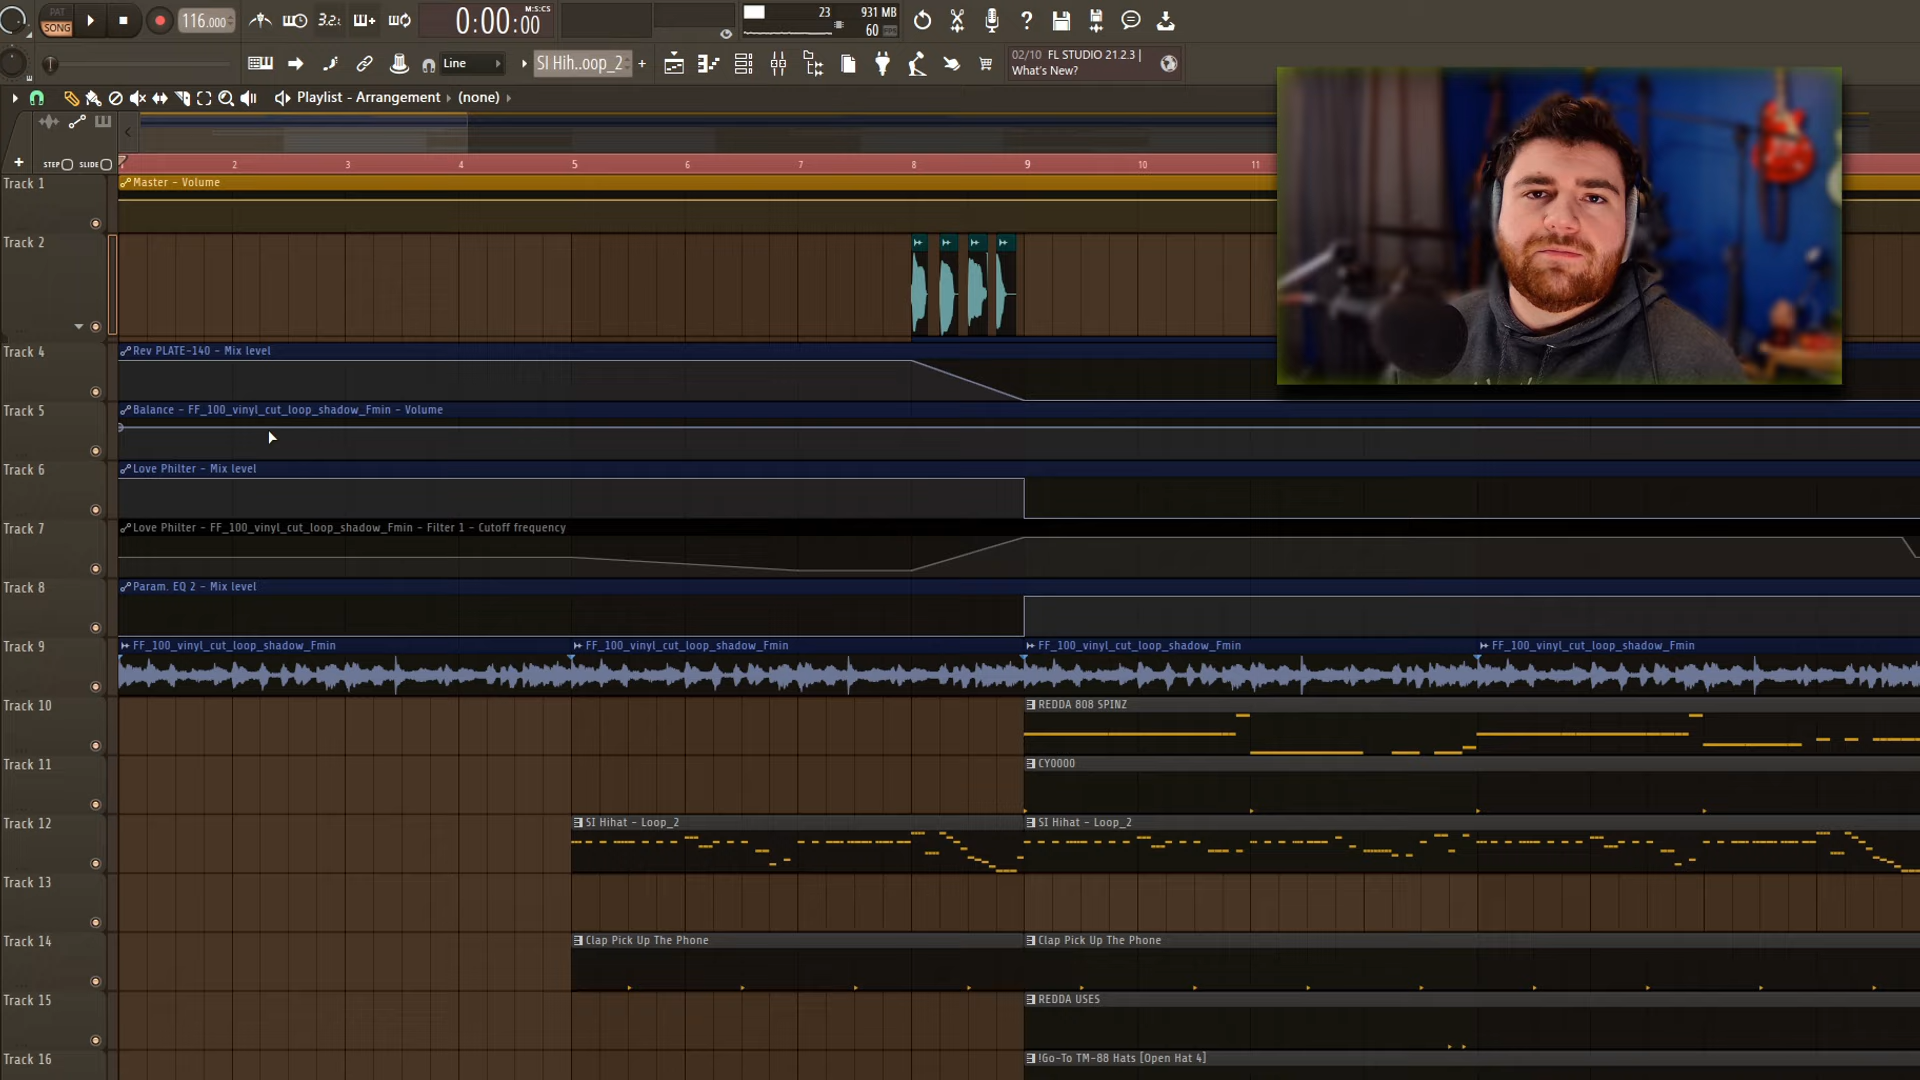 PAT
SONG
116.000
3.2:
0:00:00
M:S:CS
23
931 MB
60
Line
SI Hih..oop_2
02/10 FL STUDIO 21.2.3 |
What's New?
Playlist - Arrangement
(none)
STEP
SLIDE
2
3
4
5
6
7
8
9
10
11
Track 1
Master - Volume
Track 2
Track 4
Rev PLATE-140 - Mix level
Track 5
Balance - FF_100_vinyl_cut_loop_shadow_Fmin - Volume
Track 6
Love Philter - Mix level
Track 7
Love Philter - FF_100_vinyl_cut_loop_shadow_Fmin - Filter 1 - Cutoff frequency
Track 8
Param. EQ 2 - Mix level
Track 9
FF_100_vinyl_cut_loop_shadow_Fmin
FF_100_vinyl_cut_loop_shadow_Fmin
FF_100_vinyl_cut_loop_shadow_Fmin
FF_100_vinyl_cut_loop_shadow_Fmin
Track 10
REDDA 808 SPINZ
Track 11
CY0000
Track 12
SI Hihat - Loop_2
SI Hihat - Loop_2
Track 13
Track 14
Clap Pick Up The Phone
Clap Pick Up The Phone
Track 15
REDDA USES
Track 16
!Go-To TM-88 Hats [Open Hat 4]